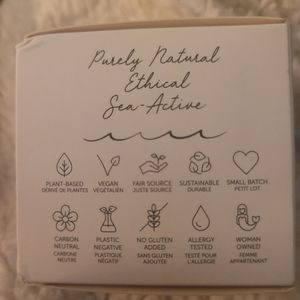 Purely Natural
Ethical
Sea-Active
PLANT-BASED
DÉRIVÉ DE PLANTES
VEGAN
VÉGÉTALIEN
FAIR SOURCE
JUSTE SOURCE
SUSTAINABLE
DURABLE
SMALL BATCH
PETIT LOT
CARBON
NEUTRAL
CARBONE
NEUTRE
PLASTIC
NEGATIVE
PLASTIQUE
NÉGATIF
NO GLUTEN
ADDED
SANS GLUTEN
AJOUTÉE
ALLERGY
TESTED
TESTÉ POUR
L'ALLERGIE
WOMAN
OWNED
FEMME
APPARTENANT